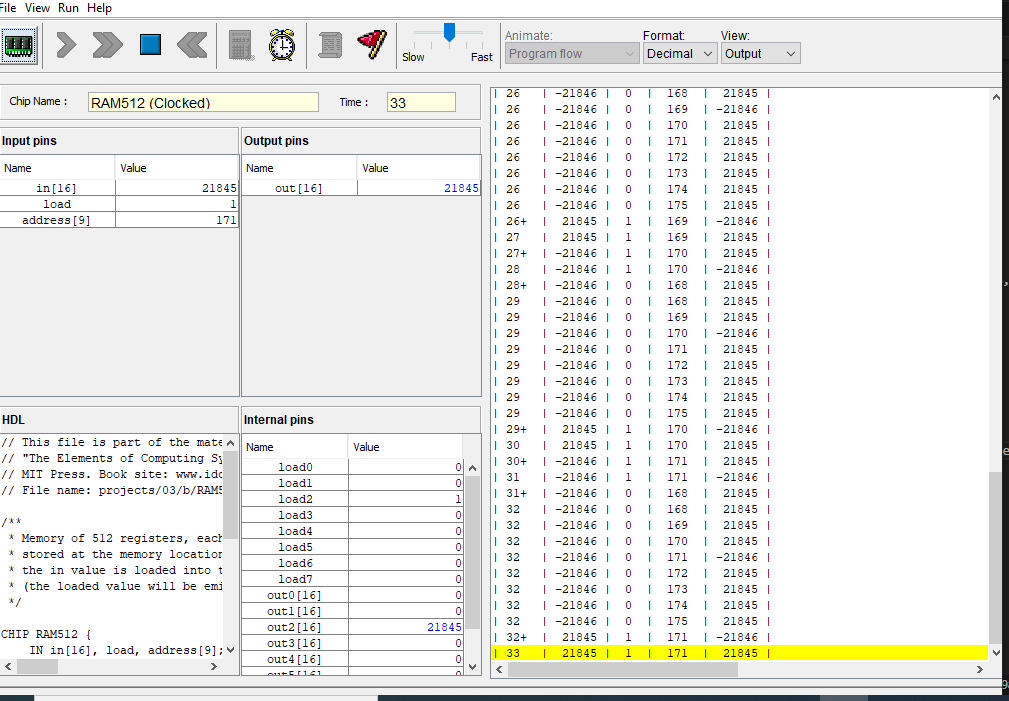 File View Run Help
Slow Fast
Animate:
Program flow
Format:
Decimal
View:
Output
Chip Name : RAM512 (Clocked) Time : 33
Input pins
Name Value
in[16] 21845
load 1
address[9] 171
Output pins
Name Value
out[16] 21845
HDL
// This file is part of the mate
// "The Elements of Computing Sy
// MIT Press. Book site: www.idc
// File name: projects/03/b/RAM5
/**
* Memory of 512 registers, each
* stored at the memory location
* the in value is loaded into t
* (the loaded value will be emi
*/
CHIP RAM512 {
IN in[16], load, address[9];
Internal pins
Name Value
load0 0
load1 0
load2 1
load3 0
load4 0
load5 0
load6 0
load7 0
out0[16] 0
out1[16] 0
out2[16] 21845
out3[16] 0
out4[16] 0
out5[16] 0
| 26 | -21846 | 0 | 168 | 21845 |
| 26 | -21846 | 0 | 169 | -21846 |
| 26 | -21846 | 0 | 170 | 21845 |
| 26 | -21846 | 0 | 171 | 21845 |
| 26 | -21846 | 0 | 172 | 21845 |
| 26 | -21846 | 0 | 173 | 21845 |
| 26 | -21846 | 0 | 174 | 21845 |
| 26 | -21846 | 0 | 175 | 21845 |
| 26+ | 21845 | 1 | 169 | -21846 |
| 27 | 21845 | 1 | 169 | 21845 |
| 27+ | -21846 | 1 | 170 | 21845 |
| 28 | -21846 | 1 | 170 | -21846 |
| 28+ | -21846 | 0 | 168 | 21845 |
| 29 | -21846 | 0 | 168 | 21845 |
| 29 | -21846 | 0 | 169 | 21845 |
| 29 | -21846 | 0 | 170 | -21846 |
| 29 | -21846 | 0 | 171 | 21845 |
| 29 | -21846 | 0 | 172 | 21845 |
| 29 | -21846 | 0 | 173 | 21845 |
| 29 | -21846 | 0 | 174 | 21845 |
| 29 | -21846 | 0 | 175 | 21845 |
| 29+ | 21845 | 1 | 170 | -21846 |
| 30 | 21845 | 1 | 170 | 21845 |
| 30+ | -21846 | 1 | 171 | 21845 |
| 31 | -21846 | 1 | 171 | -21846 |
| 31+ | -21846 | 0 | 168 | 21845 |
| 32 | -21846 | 0 | 168 | 21845 |
| 32 | -21846 | 0 | 169 | 21845 |
| 32 | -21846 | 0 | 170 | 21845 |
| 32 | -21846 | 0 | 171 | -21846 |
| 32 | -21846 | 0 | 172 | 21845 |
| 32 | -21846 | 0 | 173 | 21845 |
| 32 | -21846 | 0 | 174 | 21845 |
| 32 | -21846 | 0 | 175 | 21845 |
| 32+ | 21845 | 1 | 171 | -21846 |
| 33 | 21845 | 1 | 171 | 21845 |